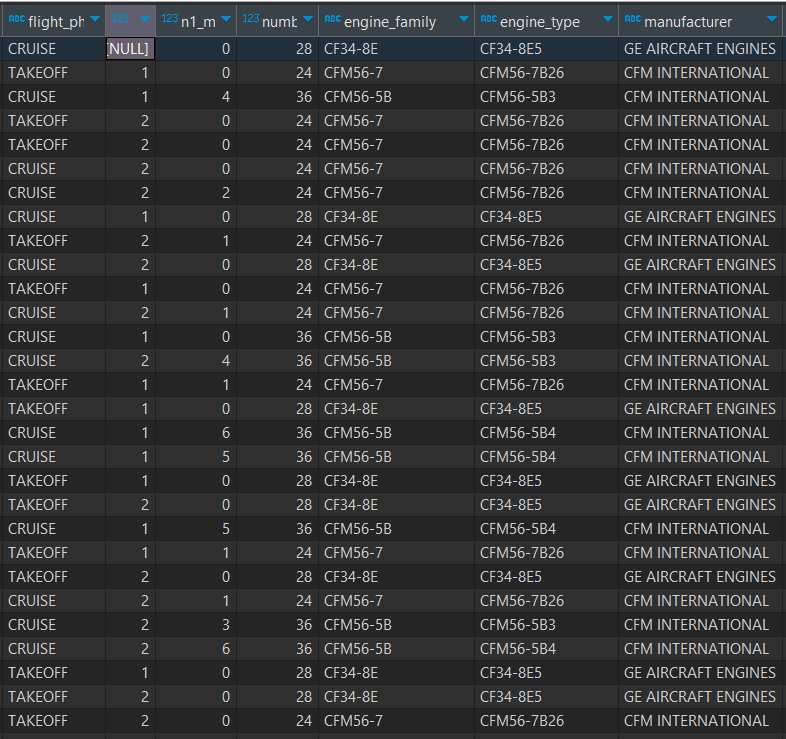 ABC flight_ph 123 123 n1_m 123 numb ABC engine_family ABC engine_type ABC manufacturer
CRUISE [NULL] 0 28 CF34-8E CF34-8E5 GE AIRCRAFT ENGINES
TAKEOFF 1 0 24 CFM56-7 CFM56-7B26 CFM INTERNATIONAL
CRUISE 1 4 36 CFM56-5B CFM56-5B3 CFM INTERNATIONAL
TAKEOFF 2 0 24 CFM56-7 CFM56-7B26 CFM INTERNATIONAL
TAKEOFF 2 0 24 CFM56-7 CFM56-7B26 CFM INTERNATIONAL
CRUISE 2 0 24 CFM56-7 CFM56-7B26 CFM INTERNATIONAL
CRUISE 2 2 24 CFM56-7 CFM56-7B26 CFM INTERNATIONAL
CRUISE 1 0 28 CF34-8E CF34-8E5 GE AIRCRAFT ENGINES
TAKEOFF 2 1 24 CFM56-7 CFM56-7B26 CFM INTERNATIONAL
CRUISE 2 0 28 CF34-8E CF34-8E5 GE AIRCRAFT ENGINES
TAKEOFF 1 0 24 CFM56-7 CFM56-7B26 CFM INTERNATIONAL
CRUISE 2 1 24 CFM56-7 CFM56-7B26 CFM INTERNATIONAL
CRUISE 1 0 36 CFM56-5B CFM56-5B3 CFM INTERNATIONAL
CRUISE 2 4 36 CFM56-5B CFM56-5B3 CFM INTERNATIONAL
TAKEOFF 1 1 24 CFM56-7 CFM56-7B26 CFM INTERNATIONAL
TAKEOFF 1 0 28 CF34-8E CF34-8E5 GE AIRCRAFT ENGINES
CRUISE 1 6 36 CFM56-5B CFM56-5B4 CFM INTERNATIONAL
CRUISE 1 5 36 CFM56-5B CFM56-5B4 CFM INTERNATIONAL
TAKEOFF 1 0 28 CF34-8E CF34-8E5 GE AIRCRAFT ENGINES
TAKEOFF 2 0 28 CF34-8E CF34-8E5 GE AIRCRAFT ENGINES
CRUISE 1 5 36 CFM56-5B CFM56-5B4 CFM INTERNATIONAL
TAKEOFF 1 1 24 CFM56-7 CFM56-7B26 CFM INTERNATIONAL
TAKEOFF 2 0 28 CF34-8E CF34-8E5 GE AIRCRAFT ENGINES
CRUISE 2 1 24 CFM56-7 CFM56-7B26 CFM INTERNATIONAL
CRUISE 2 3 36 CFM56-5B CFM56-5B3 CFM INTERNATIONAL
CRUISE 2 6 36 CFM56-5B CFM56-5B4 CFM INTERNATIONAL
TAKEOFF 1 0 28 CF34-8E CF34-8E5 GE AIRCRAFT ENGINES
TAKEOFF 2 0 28 CF34-8E CF34-8E5 GE AIRCRAFT ENGINES
TAKEOFF 2 0 24 CFM56-7 CFM56-7B26 CFM INTERNATIONAL